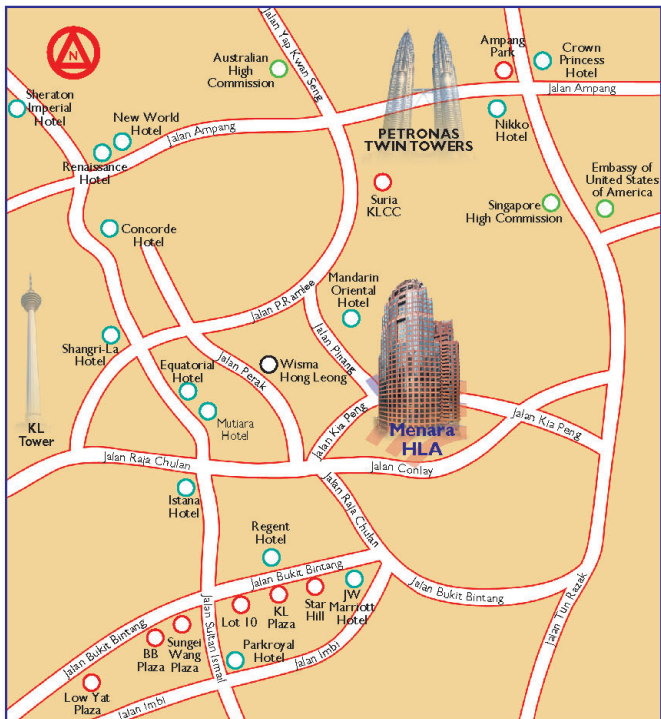 N
Sheraton
Imperial
Hotel
New World
Hotel
Renaissance
Hotel
Jalan Ampang
Australian
High
Commission
Jalan Yap Kwan Seng
PETRONAS
TWIN TOWERS
Ampang
Park
Crown
Princess
Hotel
Jalan Ampang
Nikko
Hotel
Embassy of
United States
of America
Suria
KLCC
Singapore
High Commission
Concorde
Hotel
Jalan P.Ramlee
Mandarin
Oriental
Hotel
Jalan Pinang
Shangri-La
Hotel
Equatorial
Hotel
Jalan Perak
Wisma
Hong Leong
Mutiara
Hotel
KL
Tower
Jalan Kia Peng
Menara
HLA
Jalan Kia Peng
Jalan Raja Chulan
Jalan Conlay
Istana
Hotel
Jalan Raja Chulan
Regent
Hotel
Jalan Bukit Bintang
Jalan Bukit Bintang
Jalan Tun Razak
Jalan Sultan Ismail
Lot 10
KL
Plaza
Star
Hill
JW
Marriott
Hotel
Jalan Bukit Bintang
BB
Plaza
Sungei
Wang
Plaza
Parkroyal
Hotel
Jalan Imbi
Low Yat
Plaza
Jalan Imbi